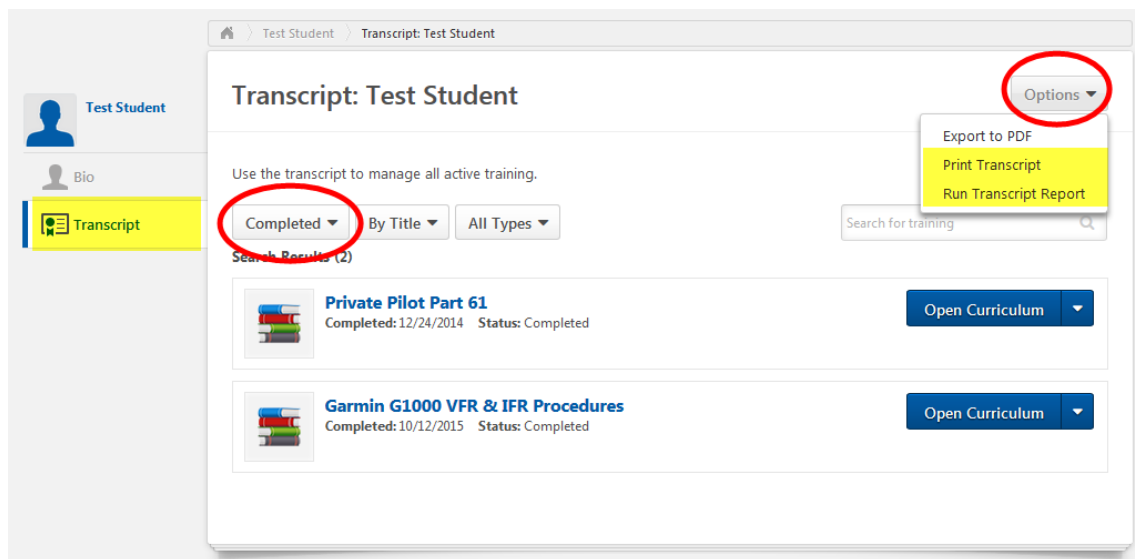 Test Student Transcript: Test Student
Test Student
Bio
Transcript
Transcript: Test Student
Options
Export to PDF
Print Transcript
Run Transcript Report
Use the transcript to manage all active training.
Completed By Title All Types Search for training
Search Results (2)
Private Pilot Part 61
Completed: 12/24/2014 Status: Completed
Open Curriculum
Garmin G1000 VFR & IFR Procedures
Completed: 10/12/2015 Status: Completed
Open Curriculum